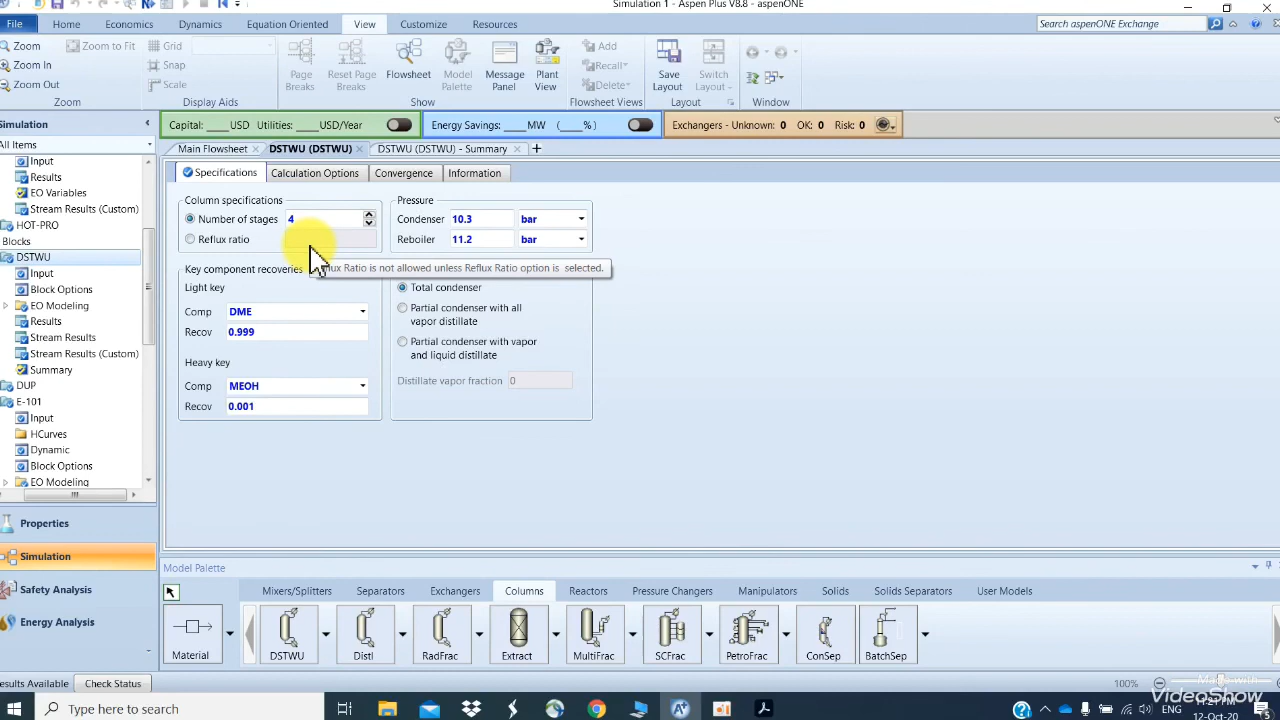 Simulation 1 - Aspen Plus V8.8 - aspenONE
File Home Economics Dynamics Equation Oriented View Customize Resources Search aspenONE Exchange
Zoom Zoom to Fit Grid
Zoom In Snap
Zoom Out Scale
Page Breaks Reset Page Breaks Flowsheet Model Palette Message Panel Plant View
Add
Recall
Delete
Save Layout Switch Layout
Zoom Display Aids Show Flowsheet Views Layout Window
Simulation
Capital: ____ USD Utilities: ____ USD/Year Energy Savings: ____ MW (____ %) Exchangers - Unknown: 0 OK: 0 Risk: 0
All Items
Main Flowsheet DSTWU (DSTWU) DSTWU (DSTWU) - Summary
Input
Results
EO Variables
Stream Results (Custom)
HOT-PRO
Blocks
DSTWU
Input
Block Options
EO Modeling
Results
Stream Results
Stream Results (Custom)
Summary
DUP
E-101
Input
HCurves
Dynamic
Block Options
EO Modeling
Properties
Simulation
Safety Analysis
Energy Analysis
Specifications Calculation Options Convergence Information
Column specifications
Number of stages 4
Reflux ratio
Pressure
Condenser 10.3 bar
Reboiler 11.2 bar
Ratio is not allowed unless Reflux Ratio option is selected.
Key component recoveries
Light key
Comp DME
Recov 0.999
Heavy key
Comp MEOH
Recov 0.001
Total condenser
Partial condenser with all
vapor distillate
Partial condenser with vapor
and liquid distillate
Distillate vapor fraction 0
Model Palette
Mixers/Splitters Separators Exchangers Columns Reactors Pressure Changers Manipulators Solids Solids Separators User Models
Material DSTWU Distl RadFrac Extract MultiFrac SCFrac PetroFrac ConSep BatchSep
Results Available Check Status 100%
Made with
VideoShow
Type here to search
ENG
12-Oct-20